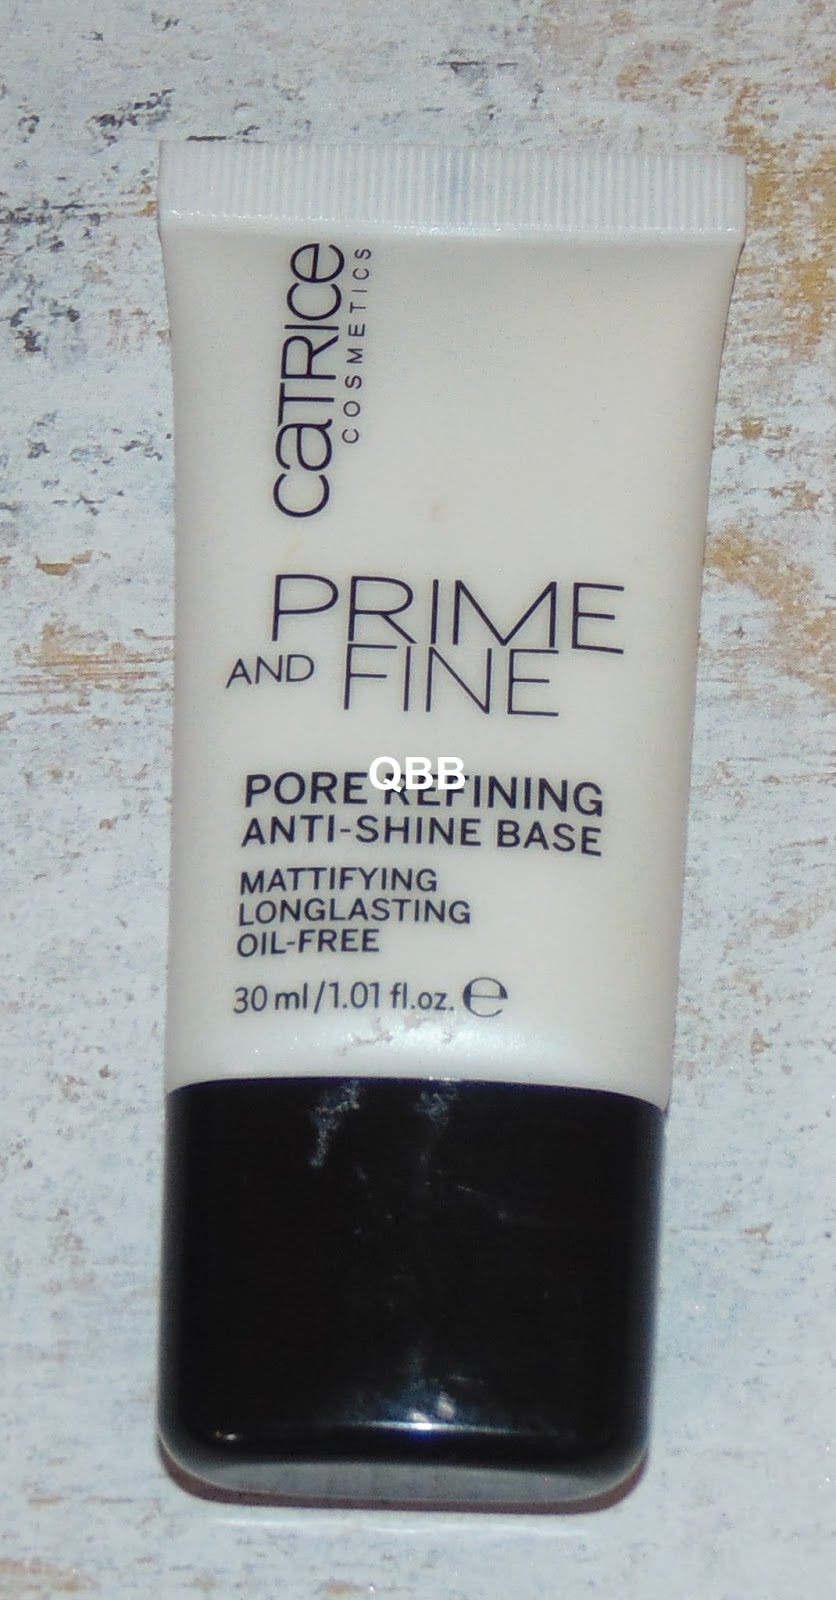 CATRICE
COSMETICS
PRIME
AND FINE
QBB
PORE REFINING
ANTI-SHINE BASE
MATTIFYING
LONGLASTING
OIL-FREE
30 ml/1.01 fl.oz. ℮